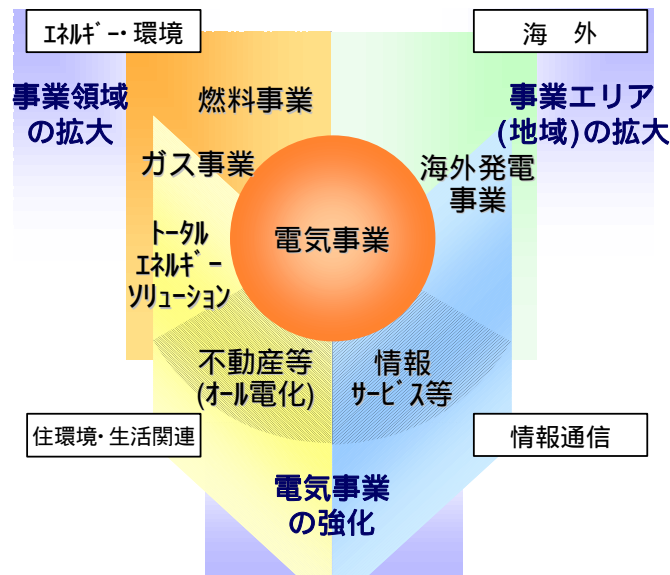 エネルギー・環境
海　外
事業領域
の拡大
燃料事業
事業エリア
(地域)の拡大
ガス事業
海外発電
事業
トータル
エネルギー
ソリューション
電気事業
不動産等
(オール電化)
情報
サービス等
住環境・生活関連
情報通信
電気事業
の強化